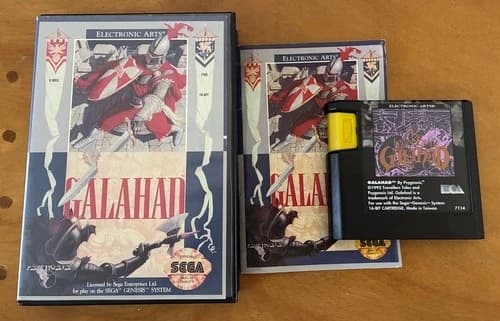 ELECTRONIC ARTS®
GALAHAD
SEGA
Licensed by Sega Enterprises Ltd.
for play on the SEGA™ GENESIS™ SYSTEM
ELECTRONIC ARTS
GALAHAD
SEGA
ELECTRONIC ARTS®
GALAHAD
GALAHAD™ By Psygnosis.
©1992 Travellers Tales and
Psygnosis Ltd. Galahad is a
trademark of Electronic Arts.
For use with the Sega™ Genesis™ System
16-BIT CARTRIDGE, Made in Taiwan
7114